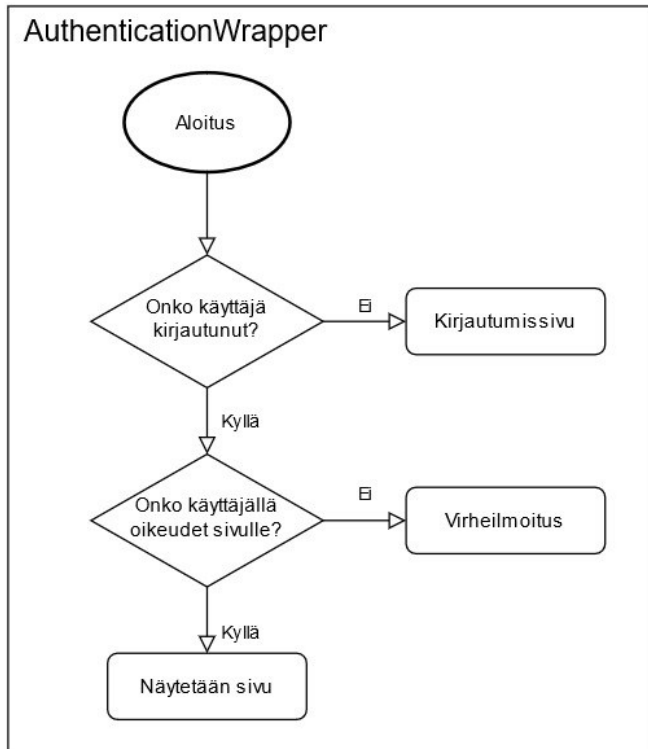 AuthenticationWrapper
Aloitus
Onko käyttäjä
kirjautunut?
Ei
Kirjautumissivu
Kyllä
Onko käyttäjällä
oikeudet sivulle?
Ei
Virheilmoitus
Kyllä
Näytetään sivu